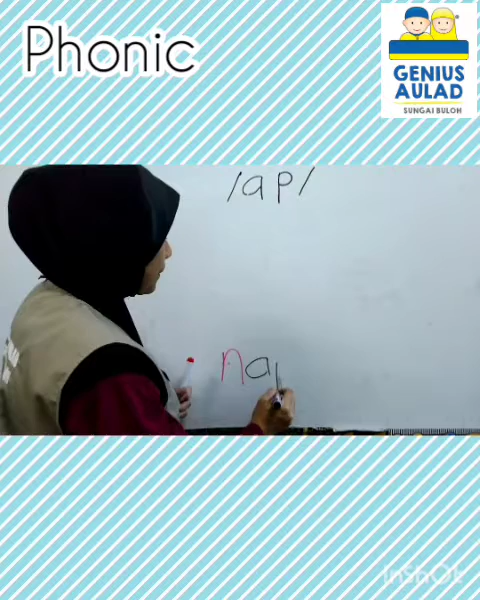 Phonic
GENIUS
AULAD
SUNGAI BULOH
/ap/
na
InShOt